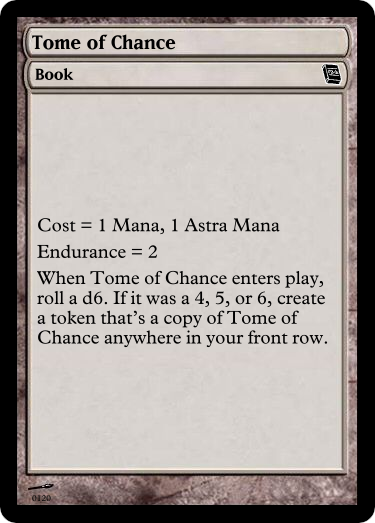 Tome of Chance
Book
Cost = 1 Mana, 1 Astra Mana
Endurance = 2
When Tome of Chance enters play,
roll a d6. If it was a 4, 5, or 6, create
a token that's a copy of Tome of
Chance anywhere in your front row.
0120